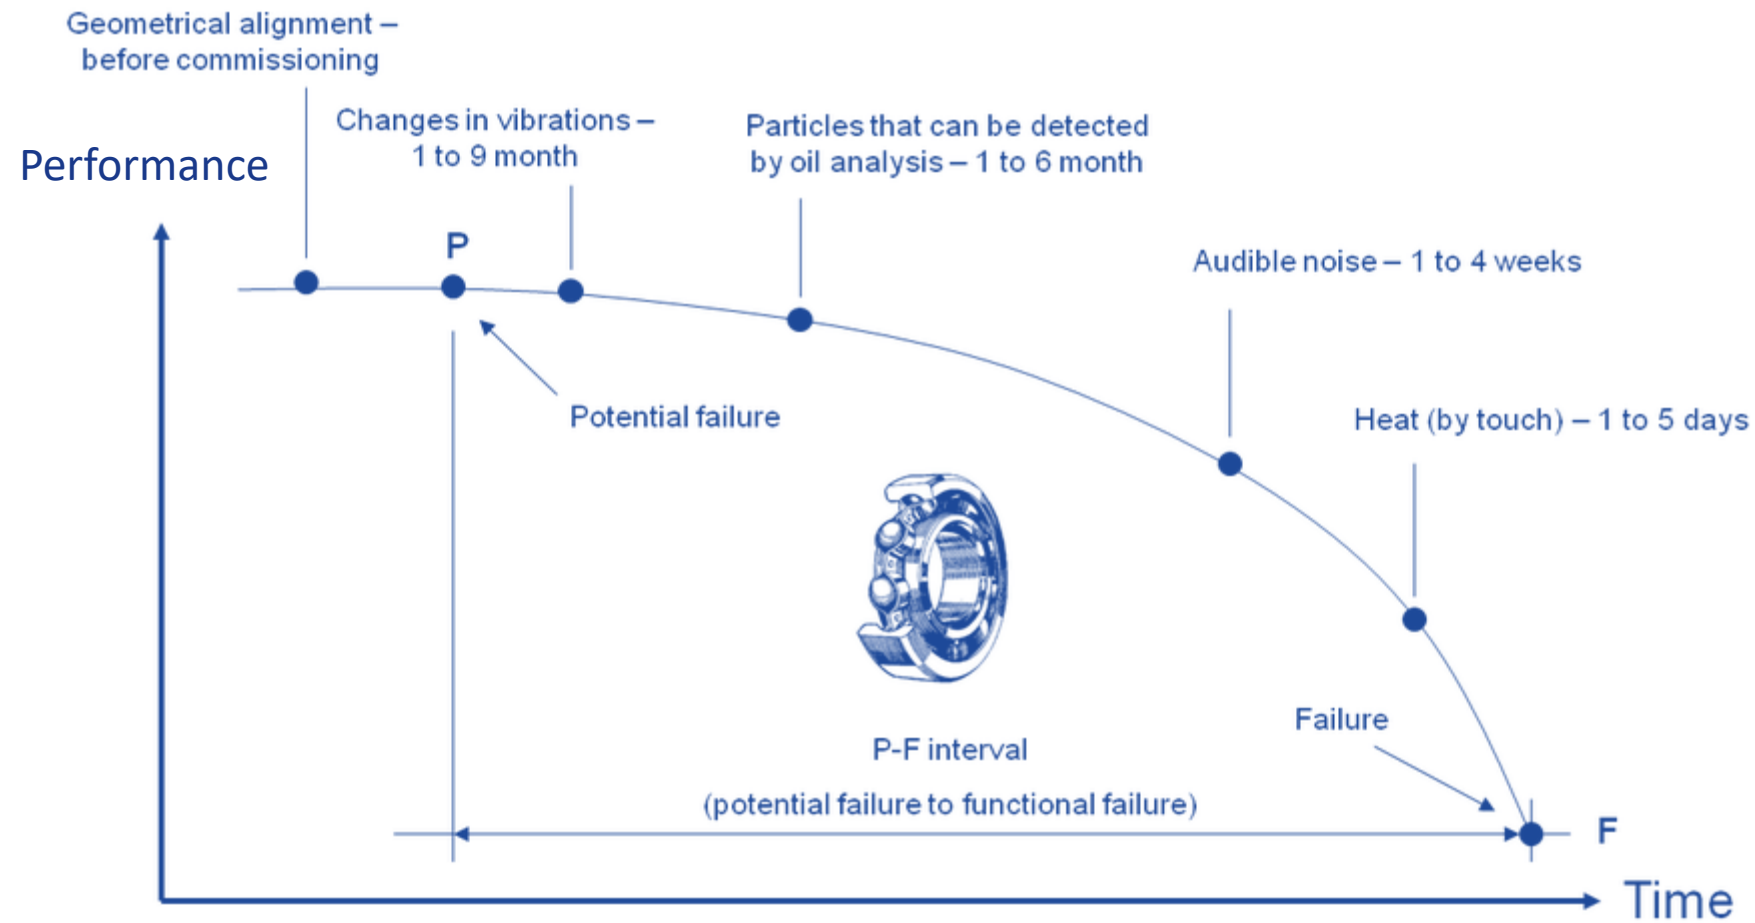 Geometrical alignment –
before commissioning
Changes in vibrations –
1 to 9 month
Particles that can be detected
by oil analysis – 1 to 6 month
Performance
P
Audible noise – 1 to 4 weeks
Potential failure
Heat (by touch) – 1 to 5 days
Failure
P-F interval
(potential failure to functional failure)
F
Time